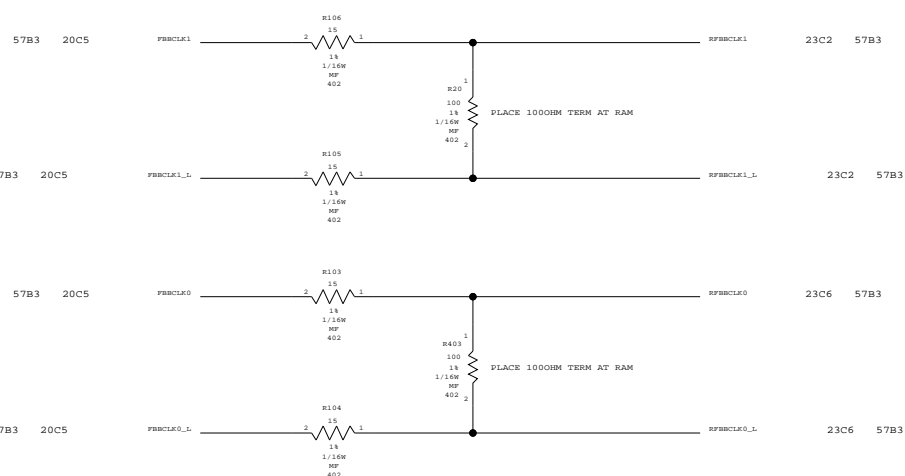 R106
57B3 20C5 FBBCLK1 2 15 1 RFBBCLK1 23C2 57B3
1%
1/16W
MF
402
1
R20
100
1%
1/16W
MF
402
2
PLACE 100OHM TERM AT RAM
R105
7B3 20C5 FBBCLK1_L 2 15 1 RFBBCLK1_L 23C2 57B3
1%
1/16W
MF
402
R103
57B3 20C5 FBBCLK0 2 15 1 RFBBCLK0 23C6 57B3
1%
1/16W
MF
402
1
R403
100
1%
1/16W
MF
402
2
PLACE 100OHM TERM AT RAM
R104
7B3 20C5 FBBCLK0_L 2 15 1 RFBBCLK0_L 23C6 57B3
1%
1/16W
MF
402